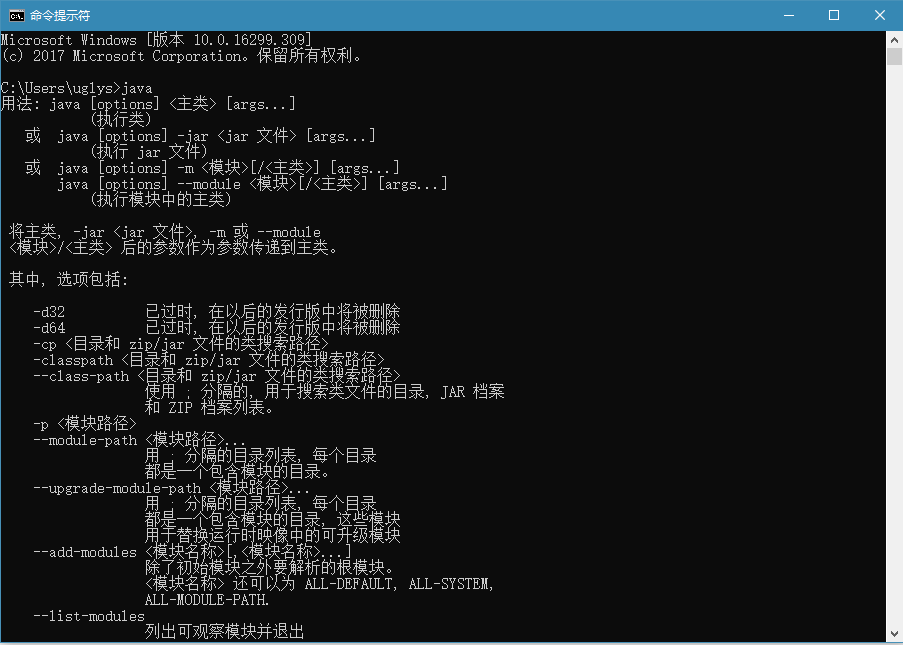 命令提示符
Microsoft Windows [版本 10.0.16299.309]
(c) 2017 Microsoft Corporation。保留所有权利。
C:\Users\uglys>java
用法: java [options] <主类> [args...]
(执行类)
或 java [options] -jar <jar 文件> [args...]
(执行 jar 文件)
或 java [options] -m <模块>[/<主类>] [args...]
java [options] --module <模块>[/<主类>] [args...]
(执行模块中的主类)
将主类, -jar <jar 文件>, -m 或 --module
<模块>/<主类> 后的参数作为参数传递到主类。
其中, 选项包括:
-d32 已过时, 在以后的发行版中将被删除
-d64 已过时, 在以后的发行版中将被删除
-cp <目录和 zip/jar 文件的类搜索路径>
-classpath <目录和 zip/jar 文件的类搜索路径>
--class-path <目录和 zip/jar 文件的类搜索路径>
使用 ; 分隔的, 用于搜索类文件的目录, JAR 档案
和 ZIP 档案列表。
-p <模块路径>
--module-path <模块路径>...
用 ; 分隔的目录列表, 每个目录
都是一个包含模块的目录。
--upgrade-module-path <模块路径>...
用 ; 分隔的目录列表, 每个目录
都是一个包含模块的目录, 这些模块
用于替换运行时映像中的可升级模块
--add-modules <模块名称>[,<模块名称>...]
除了初始模块之外要解析的根模块。
<模块名称> 还可以为 ALL-DEFAULT, ALL-SYSTEM,
ALL-MODULE-PATH.
--list-modules
列出可观察模块并退出